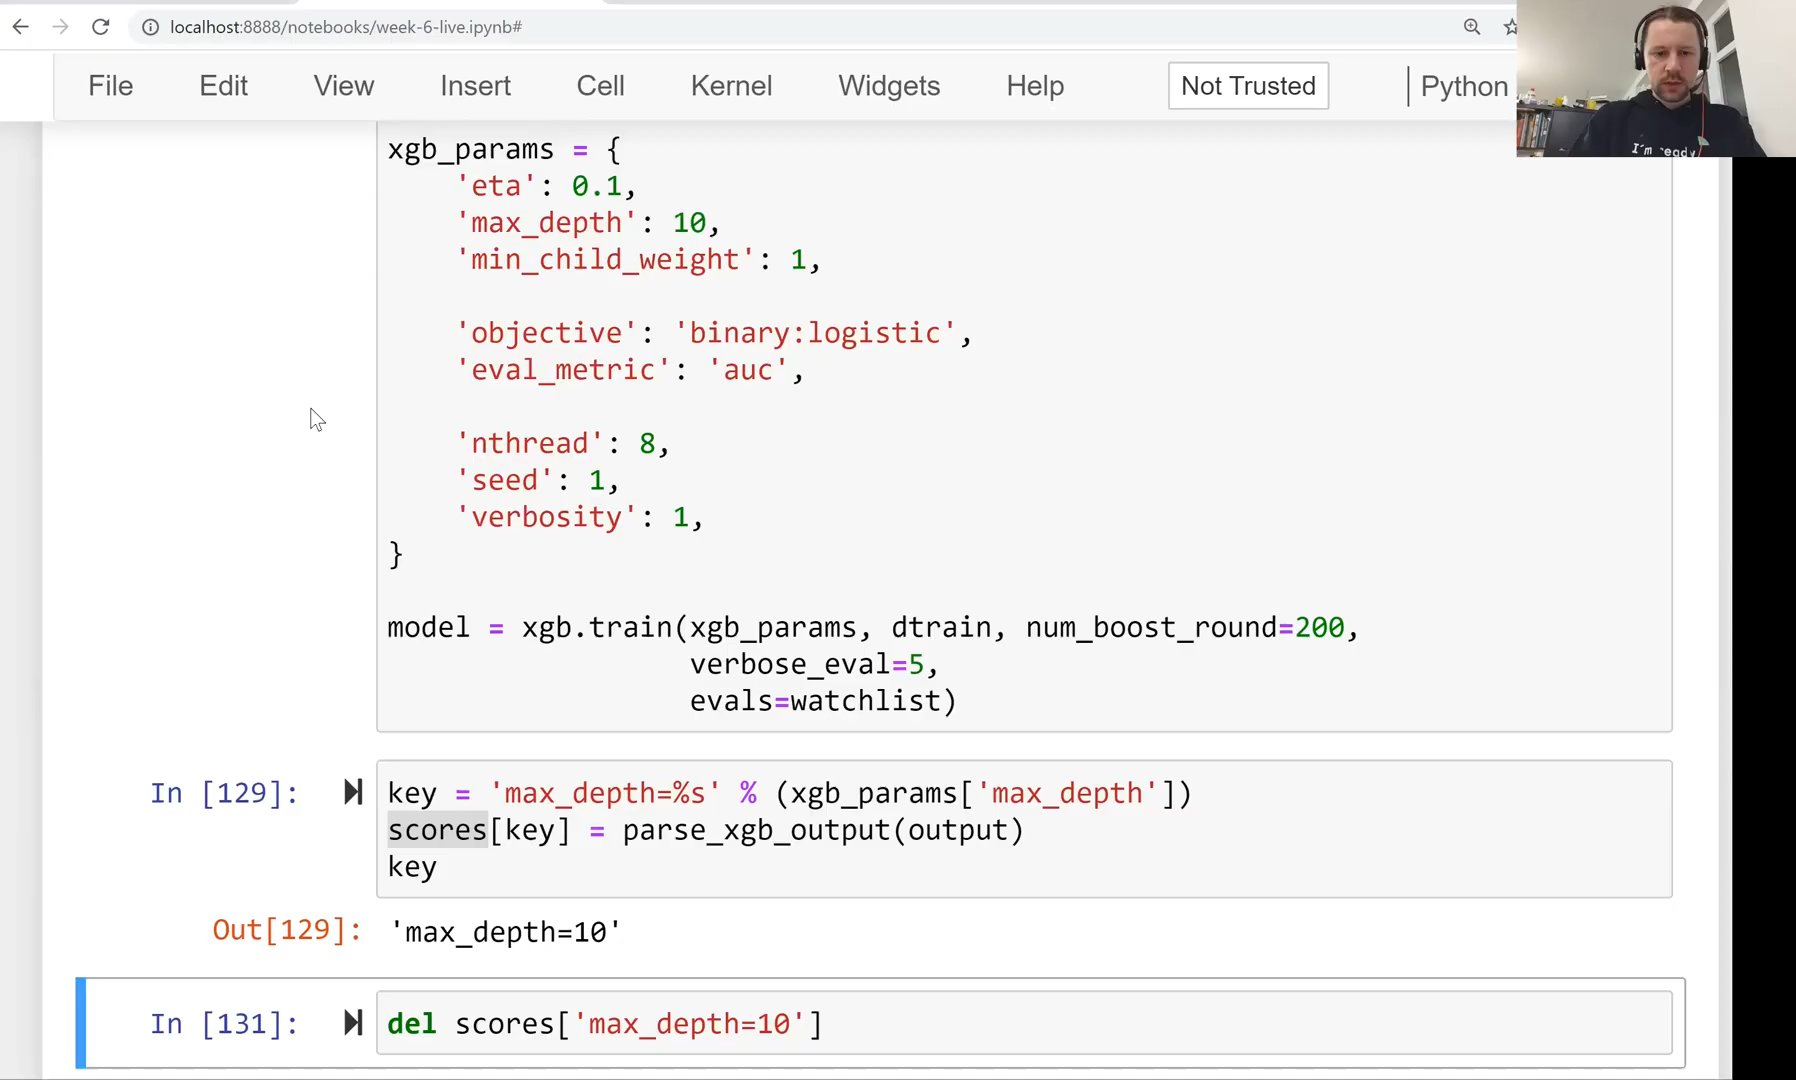 localhost:8888/notebooks/week-6-live.ipynb#
File Edit View Insert Cell Kernel Widgets Help Not Trusted Python
I'm ready
xgb_params = {
'eta': 0.1,
'max_depth': 10,
'min_child_weight': 1,
'objective': 'binary:logistic',
'eval_metric': 'auc',
'nthread': 8,
'seed': 1,
'verbosity': 1,
}
model = xgb.train(xgb_params, dtrain, num_boost_round=200,
verbose_eval=5,
evals=watchlist)
In [129]: key = 'max_depth=%s' % (xgb_params['max_depth'])
scores[key] = parse_xgb_output(output)
key
Out[129]: 'max_depth=10'
In [131]: del scores['max_depth=10']